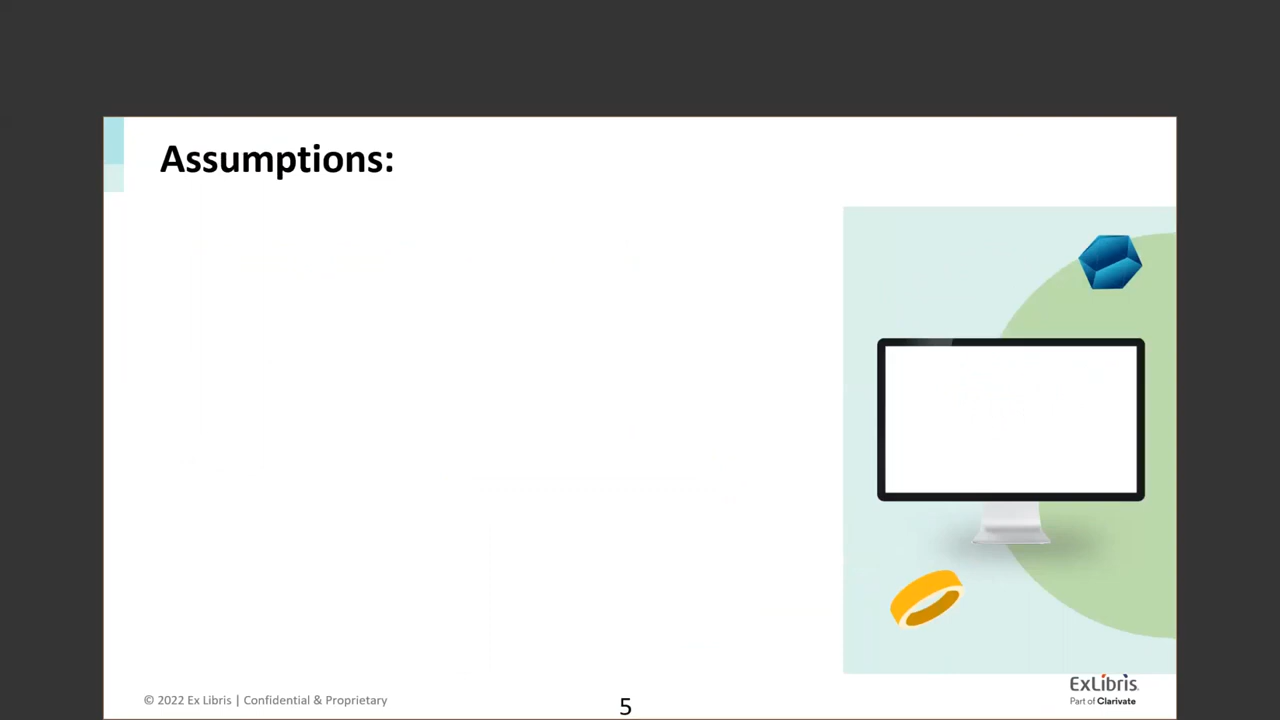 Assumptions:
© 2022 Ex Libris | Confidential & Proprietary
5
ExLibris
Part of Clarivate